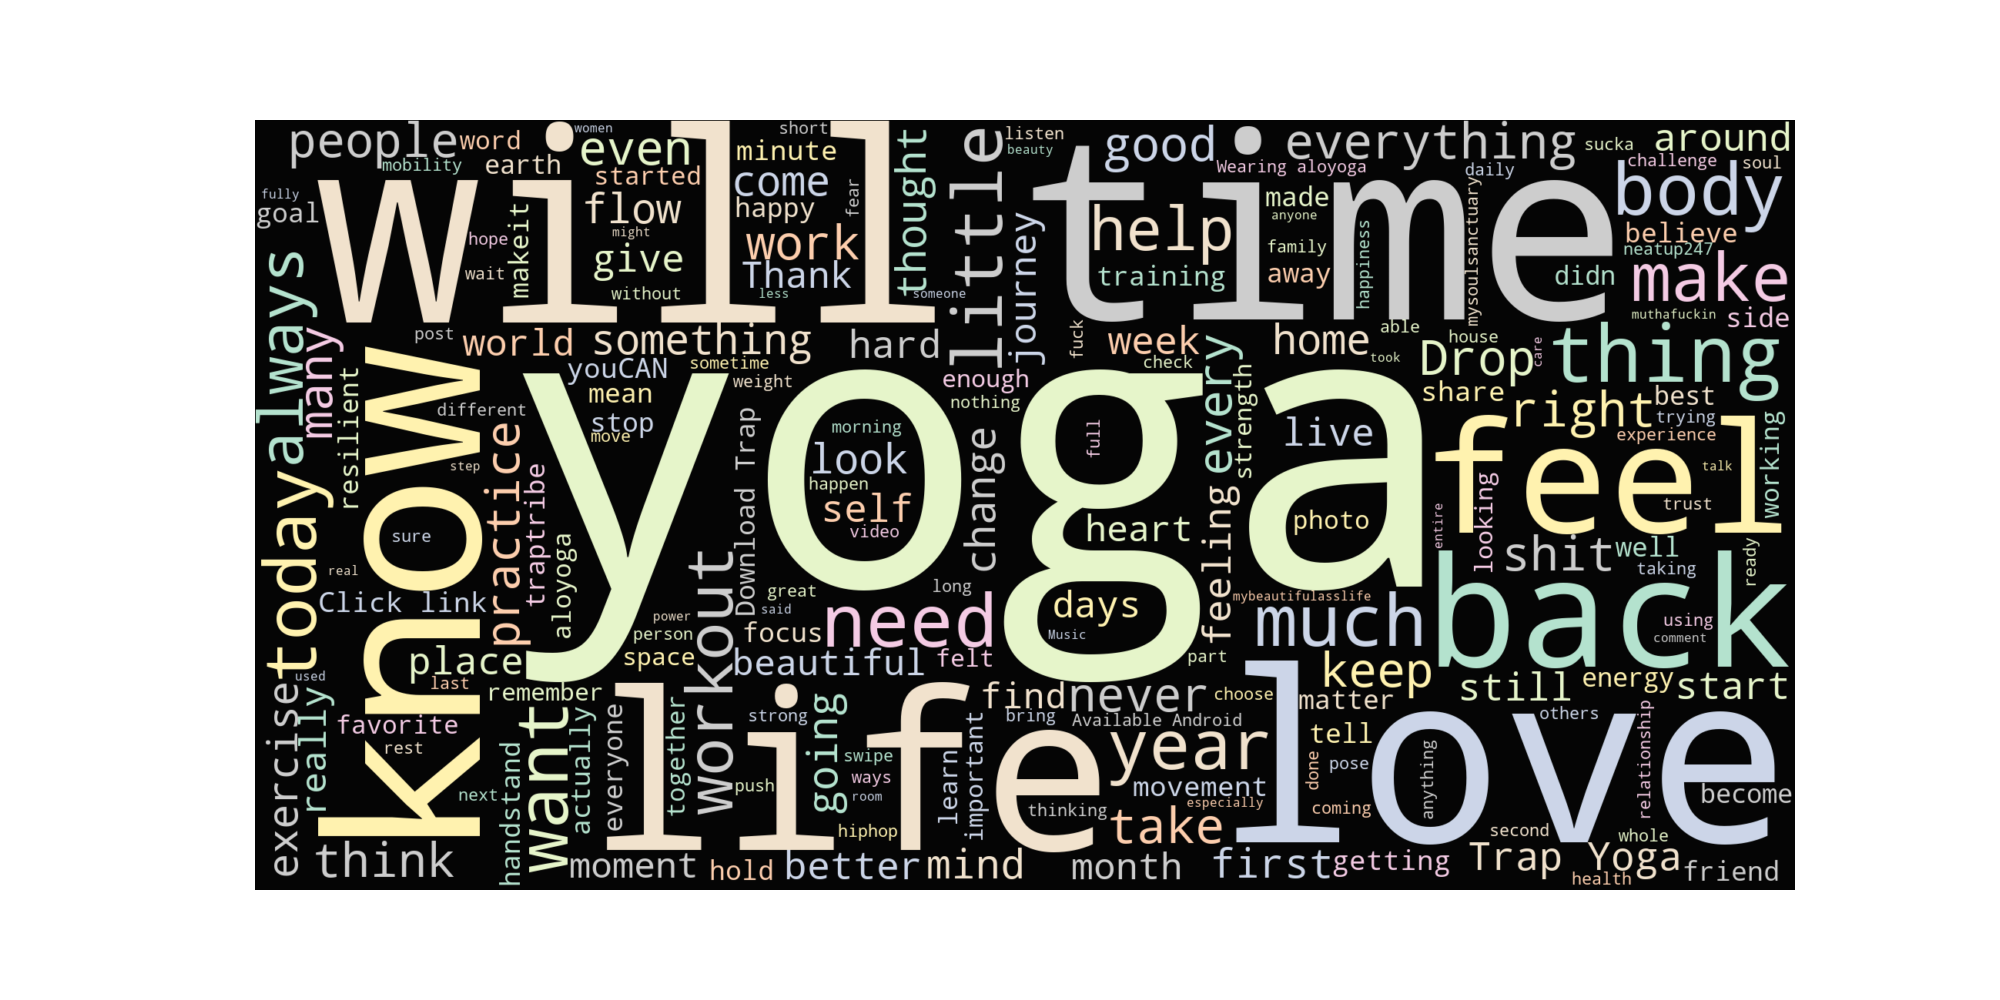 people
word
women
mobility
earth
even
started
short
minute
come
happy
fear
thought
little
listen
beauty
good
everything
sucka
around
Wearing aloyoga
daily
challenge
soul
fully
goal
will
hope
wait
makeit
flow
might
give
without
work
Thank
less
someone
journey
time
help
training
made
anyone
family
away
happiness
mysoulsanctuary
body
believe
neatup247
didn
make
muthafuckin
side
always
many
post
world
something
hard
fuck
week
check
home
able
took
house
Drop
care
thing
youCAN
sometime
weight
mean
stop
move
enough
nothing
every
strength
share
right
best
trying
experience
resilient
different
know
step
practice
traptribe
yoga
Download Trap
morning
look
happen
self
video
change
full
heart
feeling
live
photo
feel
talk
trust
working
looking
entire
today
sure
real
Click link
aloyoga
shit
well
taking
ready
great
said
long
days
Music
mybeautifulasslife
much
back
using
comment
power
person
space
workout
focus
need
beautiful
felt
part
place
last
remember
used
exercise
really
favorite
rest
want
actually
handstand
next
everyone
life
together
strong
push
going
swipe
ways
room
hiphop
learn
important
find
never
bring
Available Android
choose
matter
keep
still
energy
start
year
movement
especially
thinking
take
tell
done
pose
coming
love
anything
others
relationship
become
think
moment
hold
better
mind
month
first
getting
second
Trap Yoga
whole
health
friend